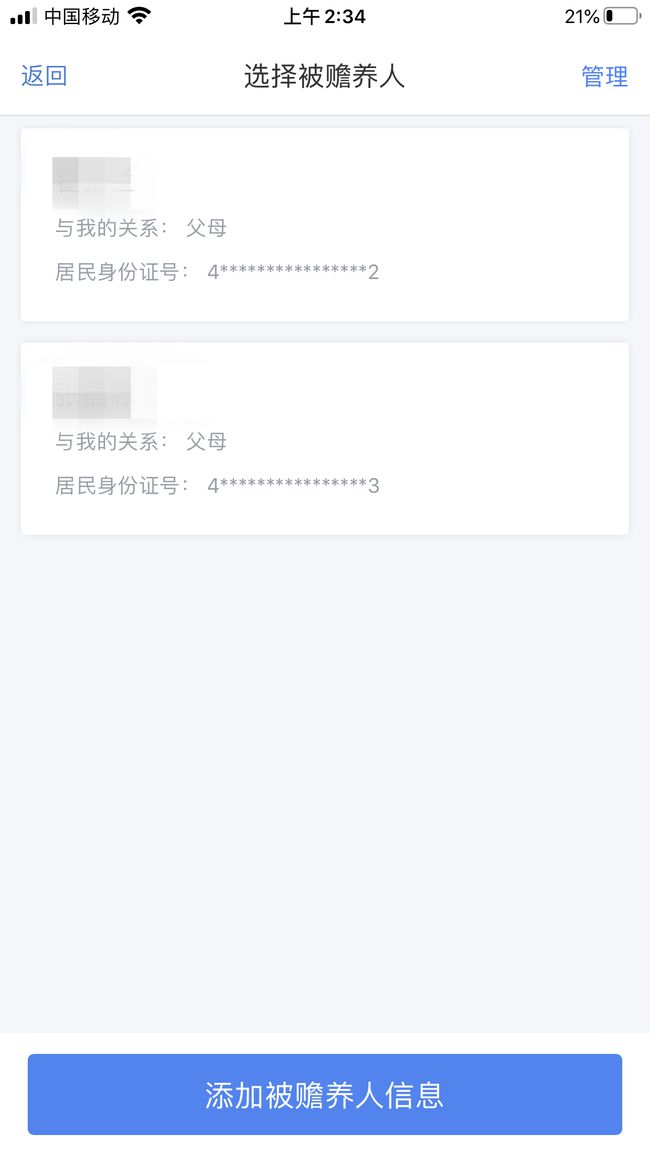 中国移动 上午 2:34 21%
返回 选择被赡养人 管理
与我的关系： 父母
居民身份证号： 4****************2
与我的关系： 父母
居民身份证号： 4****************3
添加被赡养人信息